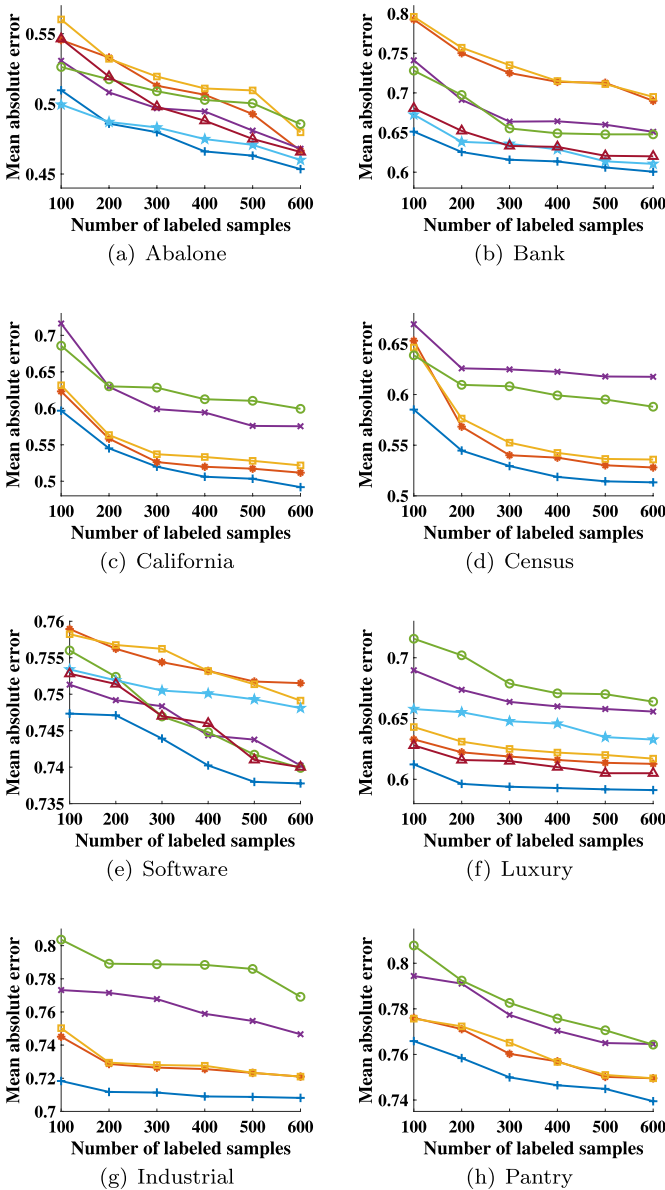 Mean absolute error
0.55
0.5
0.45
100 200 300 400 500 600
Number of labeled samples
(a) Abalone
Mean absolute error
0.8
0.75
0.7
0.65
0.6
100 200 300 400 500 600
Number of labeled samples
(b) Bank
Mean absolute error
0.7
0.65
0.6
0.55
0.5
100 200 300 400 500 600
Number of labeled samples
(c) California
Mean absolute error
0.65
0.6
0.55
0.5
100 200 300 400 500 600
Number of labeled samples
(d) Census
Mean absolute error
0.76
0.755
0.75
0.745
0.74
0.735
100 200 300 400 500 600
Number of labeled samples
(e) Software
Mean absolute error
0.7
0.65
0.6
100 200 300 400 500 600
Number of labeled samples
(f) Luxury
Mean absolute error
0.8
0.78
0.76
0.74
0.72
0.7
100 200 300 400 500 600
Number of labeled samples
(g) Industrial
Mean absolute error
0.8
0.78
0.76
0.74
100 200 300 400 500 600
Number of labeled samples
(h) Pantry